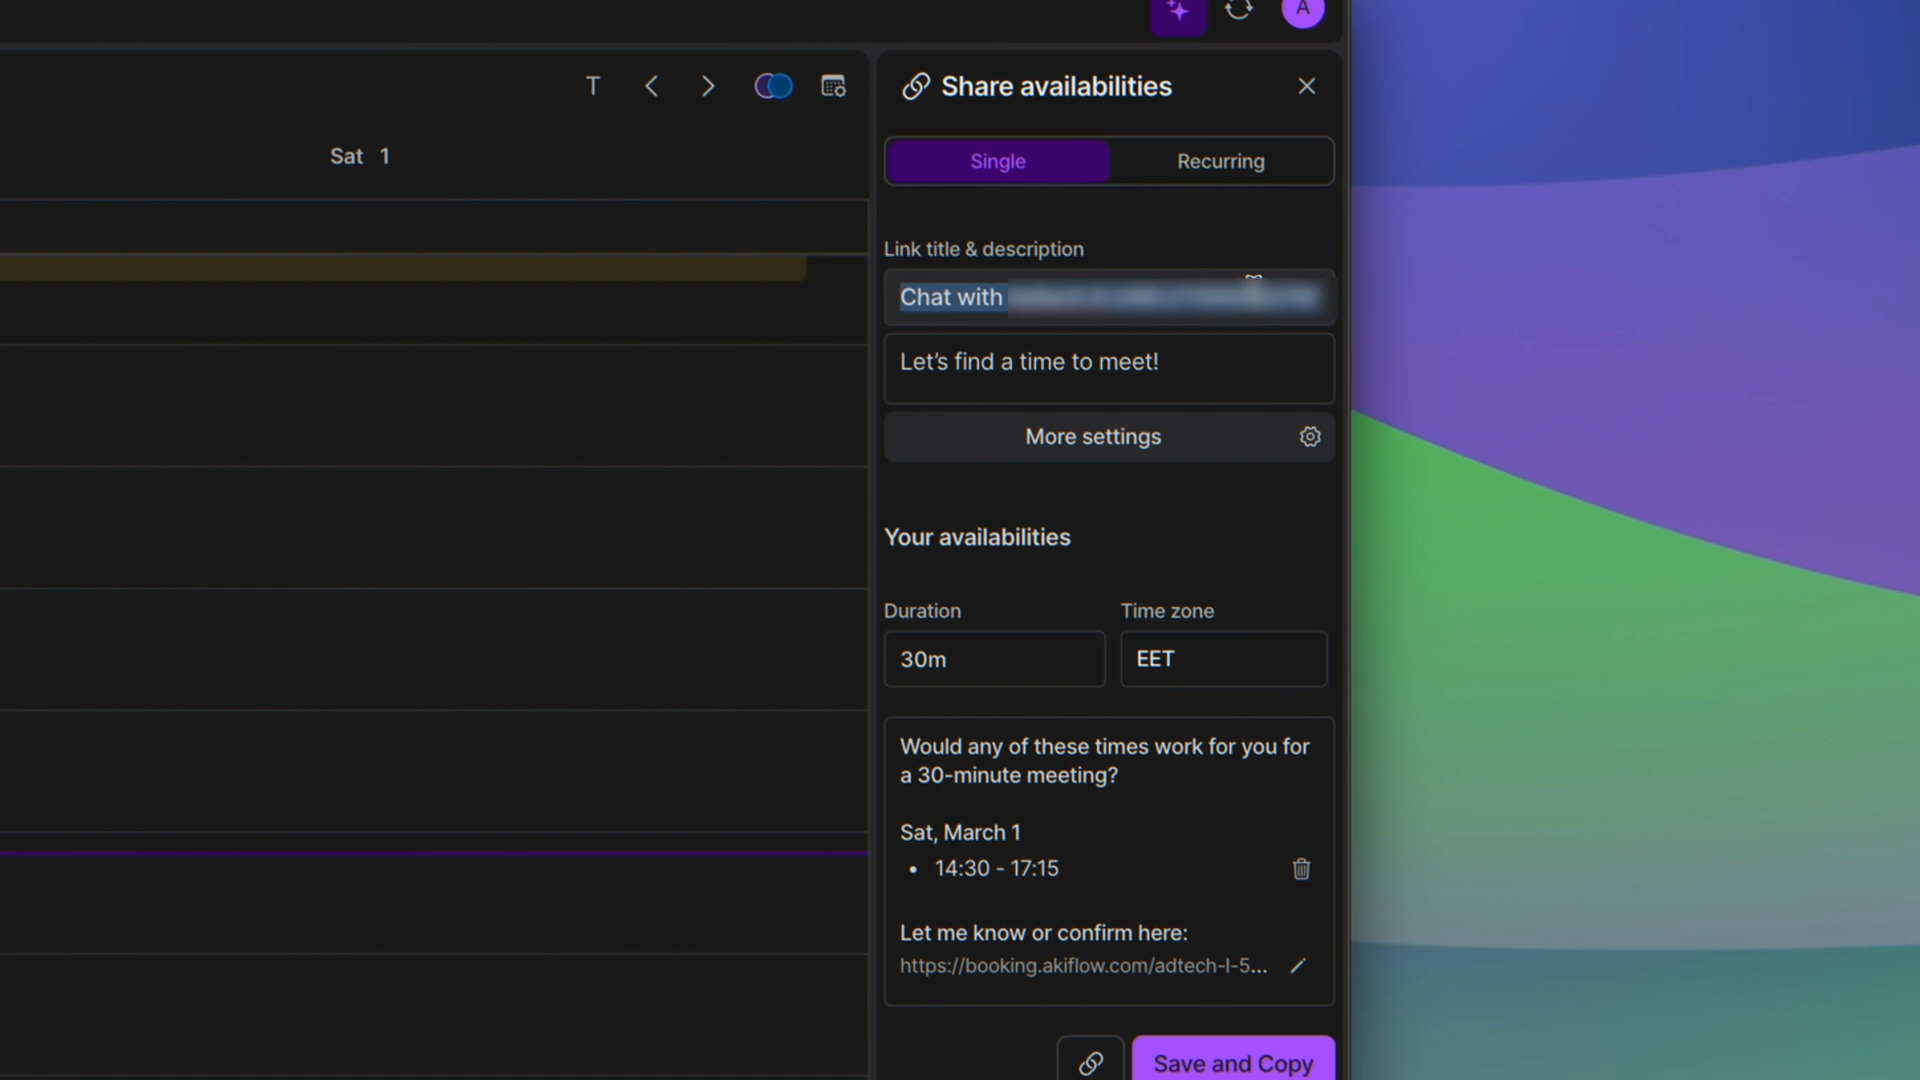 A
T
Share availabilities
Sat 1
Single
Recurring
Link title & description
Chat with
Let's find a time to meet!
More settings
Your availabilities
Duration
Time zone
30m
EET
Would any of these times work for you for
a 30-minute meeting?
Sat, March 1
• 14:30 - 17:15
Let me know or confirm here:
https://booking.akiflow.com/adtech-l-5...
Save and Copy